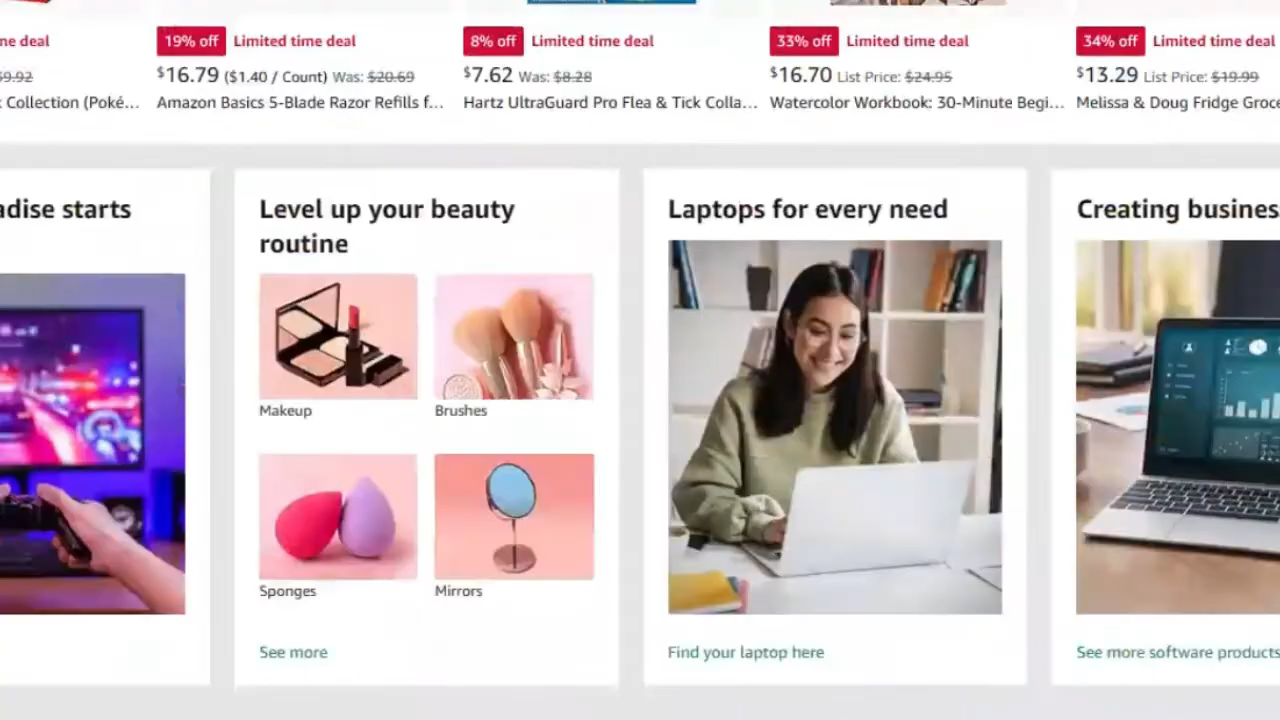 me deal
19% off Limited time deal
8% off Limited time deal
33% off Limited time deal
34% off Limited time deal
$16.79 ($1.40 / Count) Was: $20.69
$7.62 Was: $8.28
$16.70 List Price: $24.95
$13.29 List Price: $19.99
Collection (Poké...
Amazon Basics 5-Blade Razor Refills f...
Hartz UltraGuard Pro Flea & Tick Colla...
Watercolor Workbook: 30-Minute Begi...
Melissa & Doug Fridge Groce
adise starts
Level up your beauty
routine
Makeup
Brushes
Sponges
Mirrors
See more
Laptops for every need
Find your laptop here
Creating busines
See more software products